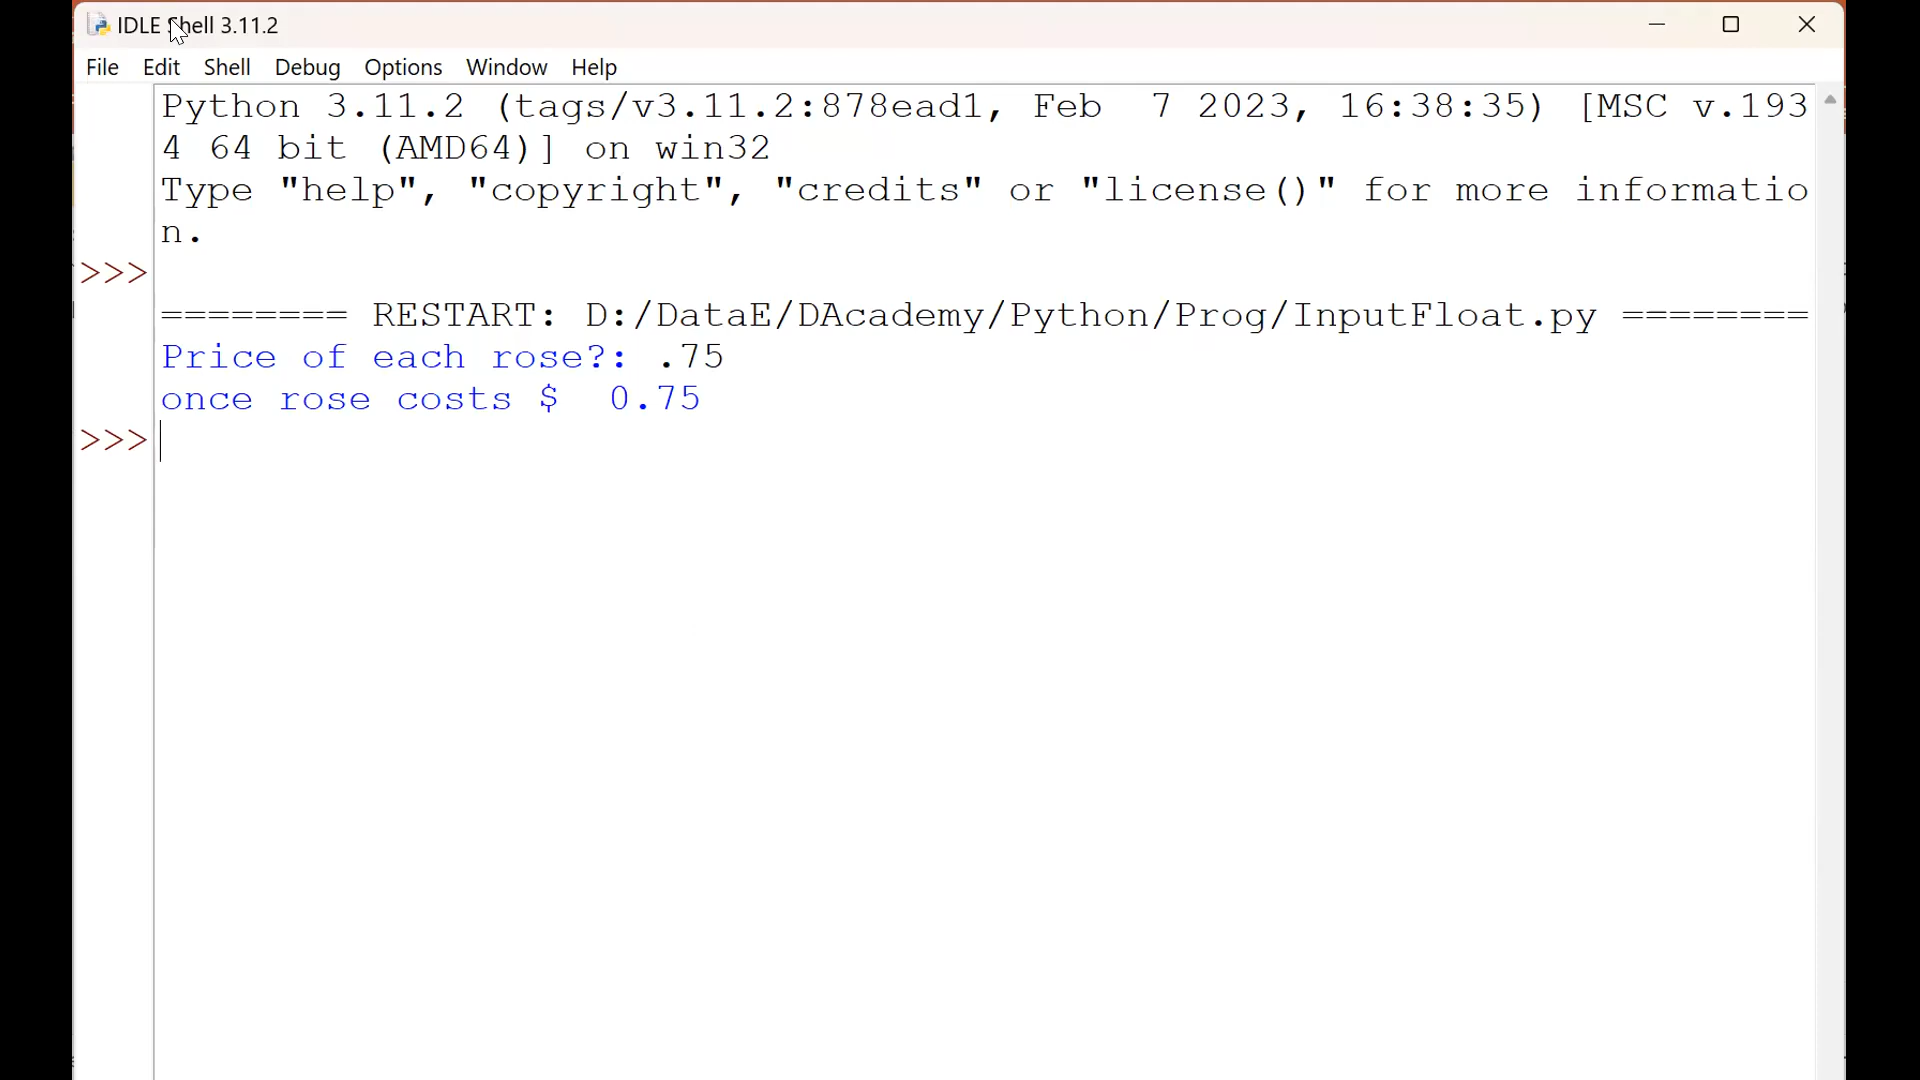 IDLE Shell 3.11.2
File Edit Shell Debug Options Window Help
Python 3.11.2 (tags/v3.11.2:878ead1, Feb  7 2023, 16:38:35) [MSC v.193
4 64 bit (AMD64)] on win32
Type "help", "copyright", "credits" or "license()" for more informatio
n.
>>>
======== RESTART: D:/DataE/DAcademy/Python/Prog/InputFloat.py ========
Price of each rose?: .75
once rose costs $  0.75
>>>